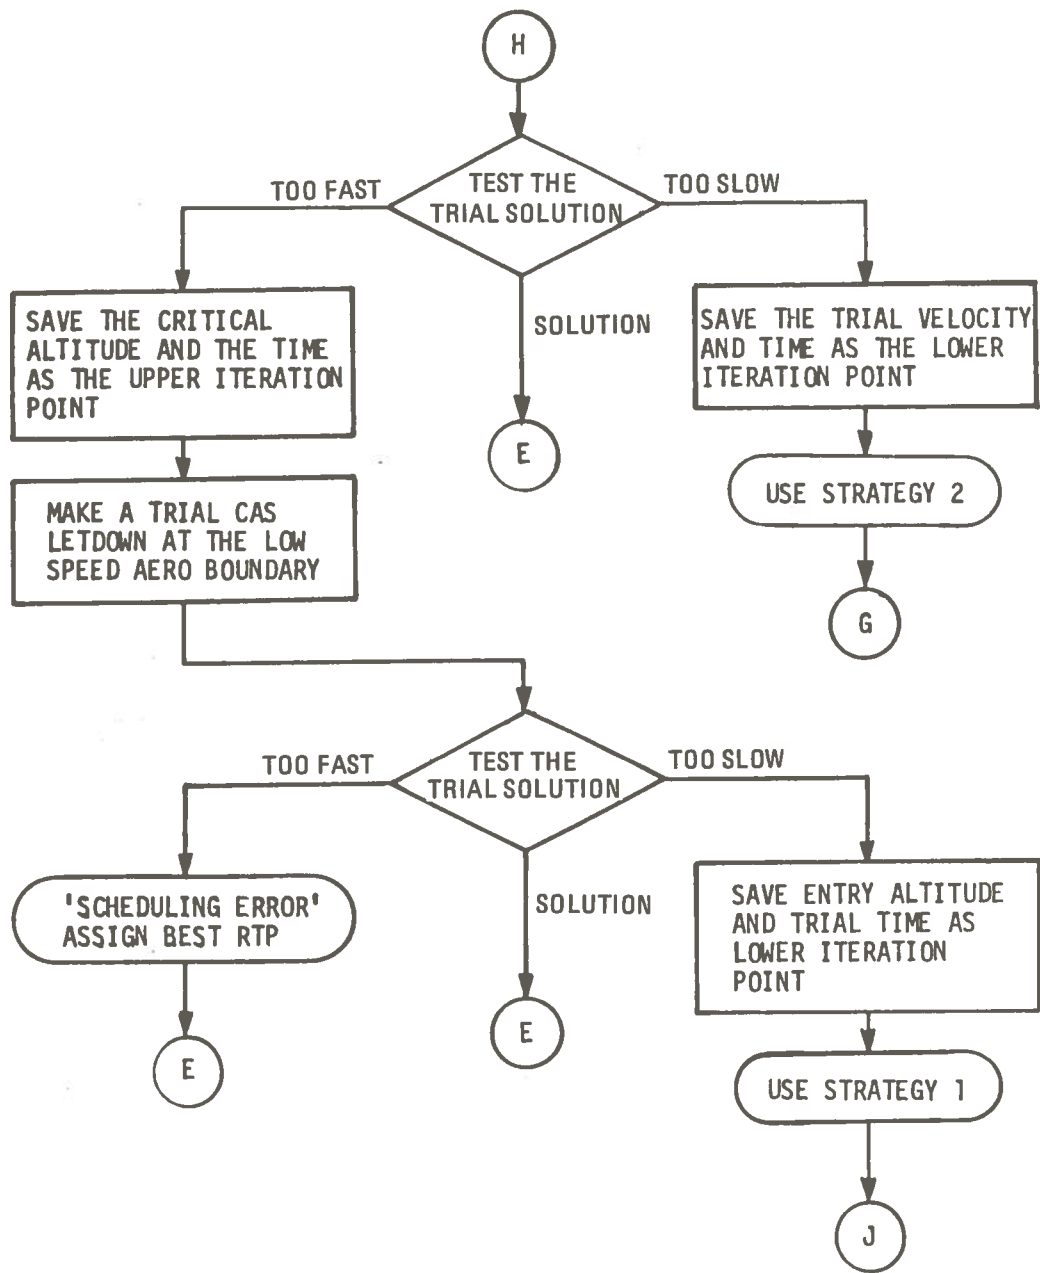 H
TEST THE
TRIAL SOLUTION
TOO FAST
TOO SLOW
SOLUTION
SAVE THE CRITICAL
ALTITUDE AND THE TIME
AS THE UPPER ITERATION
POINT
SAVE THE TRIAL VELOCITY
AND TIME AS THE LOWER
ITERATION POINT
E
USE STRATEGY 2
MAKE A TRIAL CAS
LETDOWN AT THE LOW
SPEED AERO BOUNDARY
G
TEST THE
TRIAL SOLUTION
TOO FAST
TOO SLOW
SOLUTION
'SCHEDULING ERROR'
ASSIGN BEST RTP
SAVE ENTRY ALTITUDE
AND TRIAL TIME AS
LOWER ITERATION
POINT
E
E
USE STRATEGY 1
J